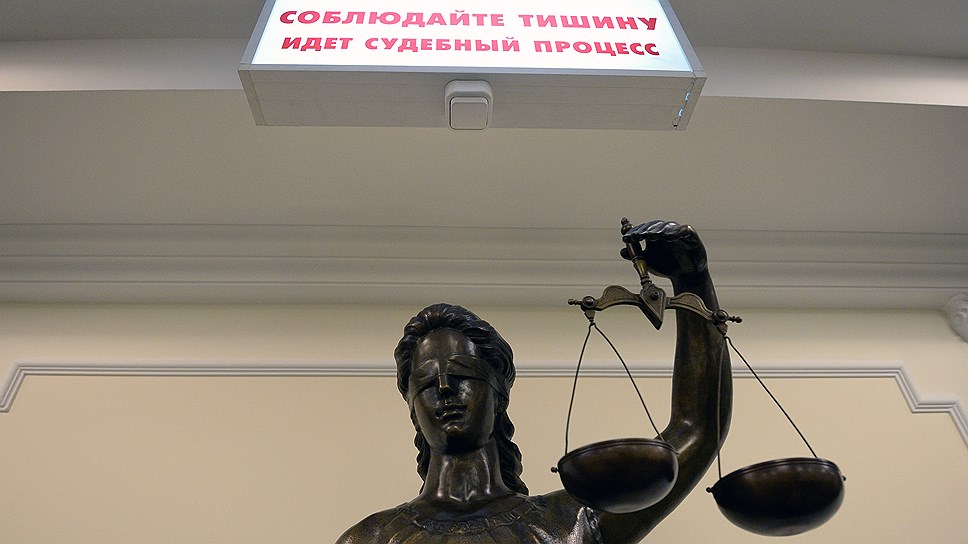 СОБЛЮДАЙТЕ ТИШИНУ
ИДЕТ СУДЕБНЫЙ ПРОЦЕСС